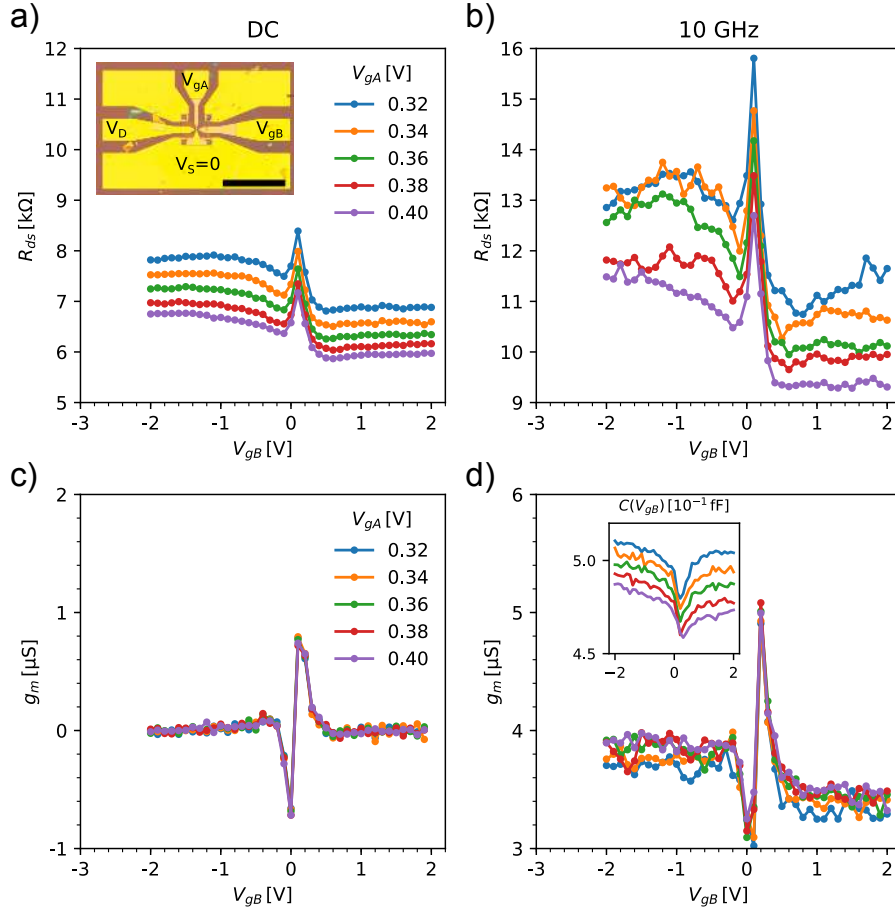 a)
DC
12
11
10
9
8
7
6
5
R_ds [kΩ]
-2
-1
0
1
2
V_gB [V]
V_gA
V_D
V_gB
V_S=0
V_gA [V]
0.32
0.34
0.36
0.38
0.40
b)
10 GHz
16
15
14
13
12
11
10
9
R_ds [kΩ]
-2
-1
0
1
2
V_gB [V]
c)
2
1
0
-1
g_m [μS]
-2
-1
0
1
2
V_gB [V]
V_gA [V]
0.32
0.34
0.36
0.38
0.40
d)
6
5
4
3
g_m [μS]
-2
-1
0
1
2
V_gB [V]
C(V_gB) [10⁻¹ fF]
5.0
4.5
−2
0
2